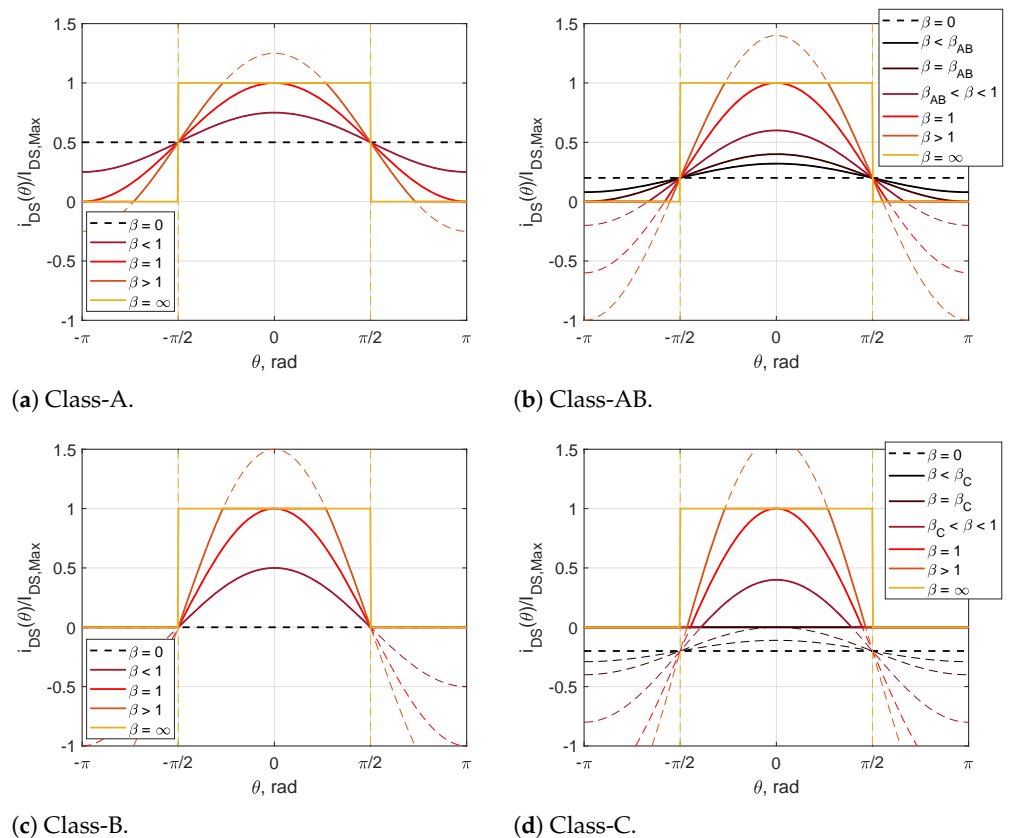 1.5
1
0.5
0
-0.5
-1
i_DS(θ)/I_DS,Max
β = 0
β < 1
β = 1
β > 1
β = ∞
-π
-π/2
0
π/2
π
θ, rad
(a) Class-A.
1.5
1
0.5
0
-0.5
-1
i_DS(θ)/I_DS,Max
β = 0
β < β_AB
β = β_AB
β_AB < β < 1
β = 1
β > 1
β = ∞
-π
-π/2
0
π/2
π
θ, rad
(b) Class-AB.
1.5
1
0.5
0
-0.5
-1
i_DS(θ)/I_DS,Max
β = 0
β < 1
β = 1
β > 1
β = ∞
-π
-π/2
0
π/2
π
θ, rad
(c) Class-B.
1.5
1
0.5
0
-0.5
-1
i_DS(θ)/I_DS,Max
β = 0
β < β_C
β = β_C
β_C < β < 1
β = 1
β > 1
β = ∞
-π
-π/2
0
π/2
π
θ, rad
(d) Class-C.